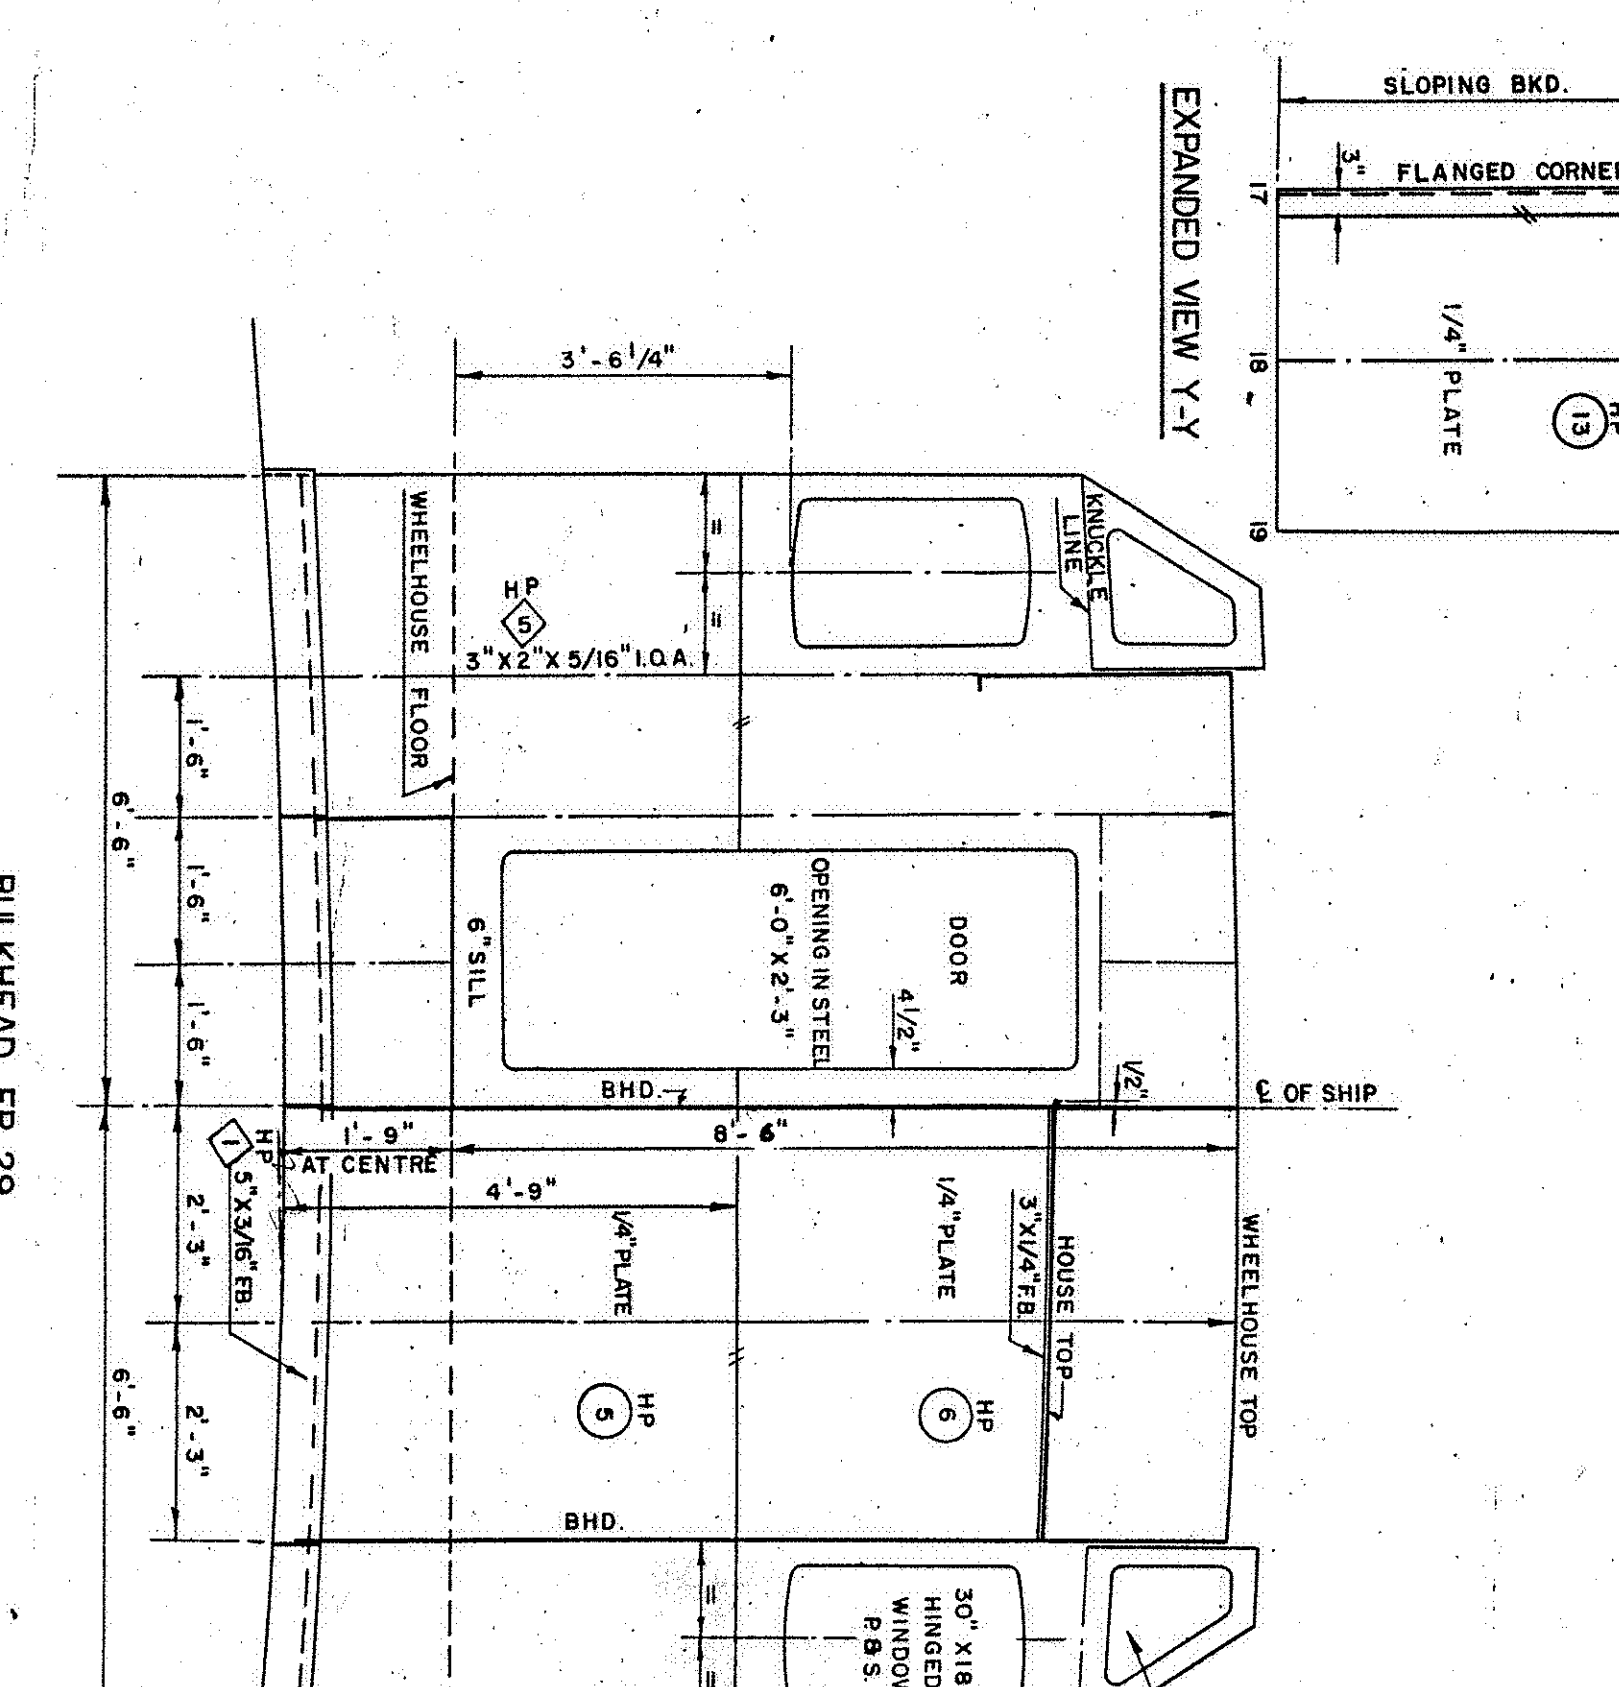 SLOPING BKD.
3"
FLANGED CORNER
17
18
19
1/4" PLATE
13
EXPANDED VIEW Y-Y
3'-6 1/4"
KNUCKLE
LINE
WHEELHOUSE FLOOR
HP
5
3"X2"X5/16" I.O.A.
=
=
1'-6"
1'-6"
1'-6"
6'-6"
6" SILL
OPENING IN STEEL
6'-0" X 2'-3"
DOOR
4 1/2"
BHD.
1/2"
℄ OF SHIP
1'-9"
AT CENTRE
8'-6"
4'-9"
HP
1
5"X3/16" F.B.
2'-3"
2'-3"
6'-6"
1/4" PLATE
1/4" PLATE
3"X1/4" F.B.
HOUSE TOP
WHEELHOUSE TOP
HP
5
HP
6
BHD.
=
=
30" X 18
HINGED
WINDOW
P & S.